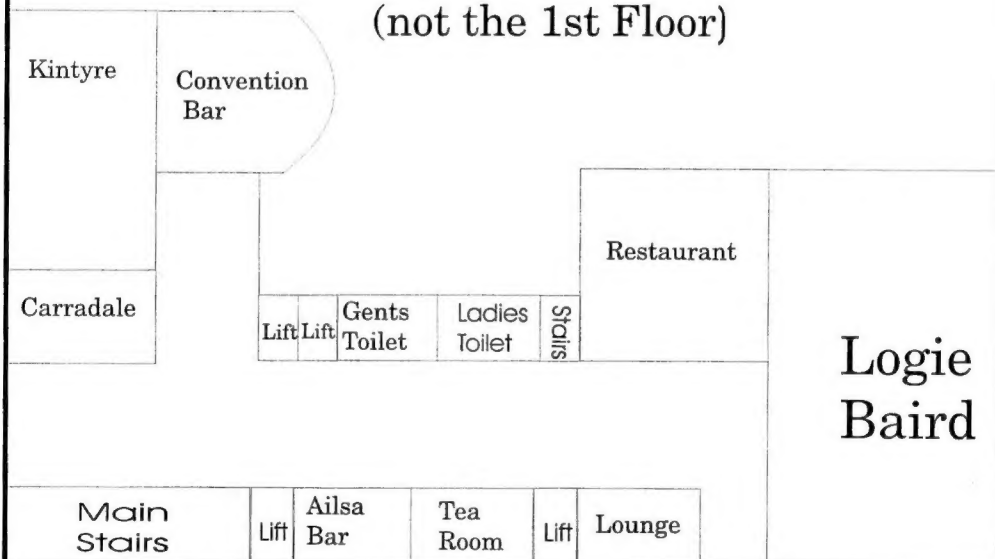 (not the 1st Floor)
Kintyre
Convention
Bar
Restaurant
Carradale
Lift
Lift
Gents
Toilet
Ladies
Toilet
Stairs
Logie
Baird
Main
Stairs
Lift
Ailsa
Bar
Tea
Room
Lift
Lounge